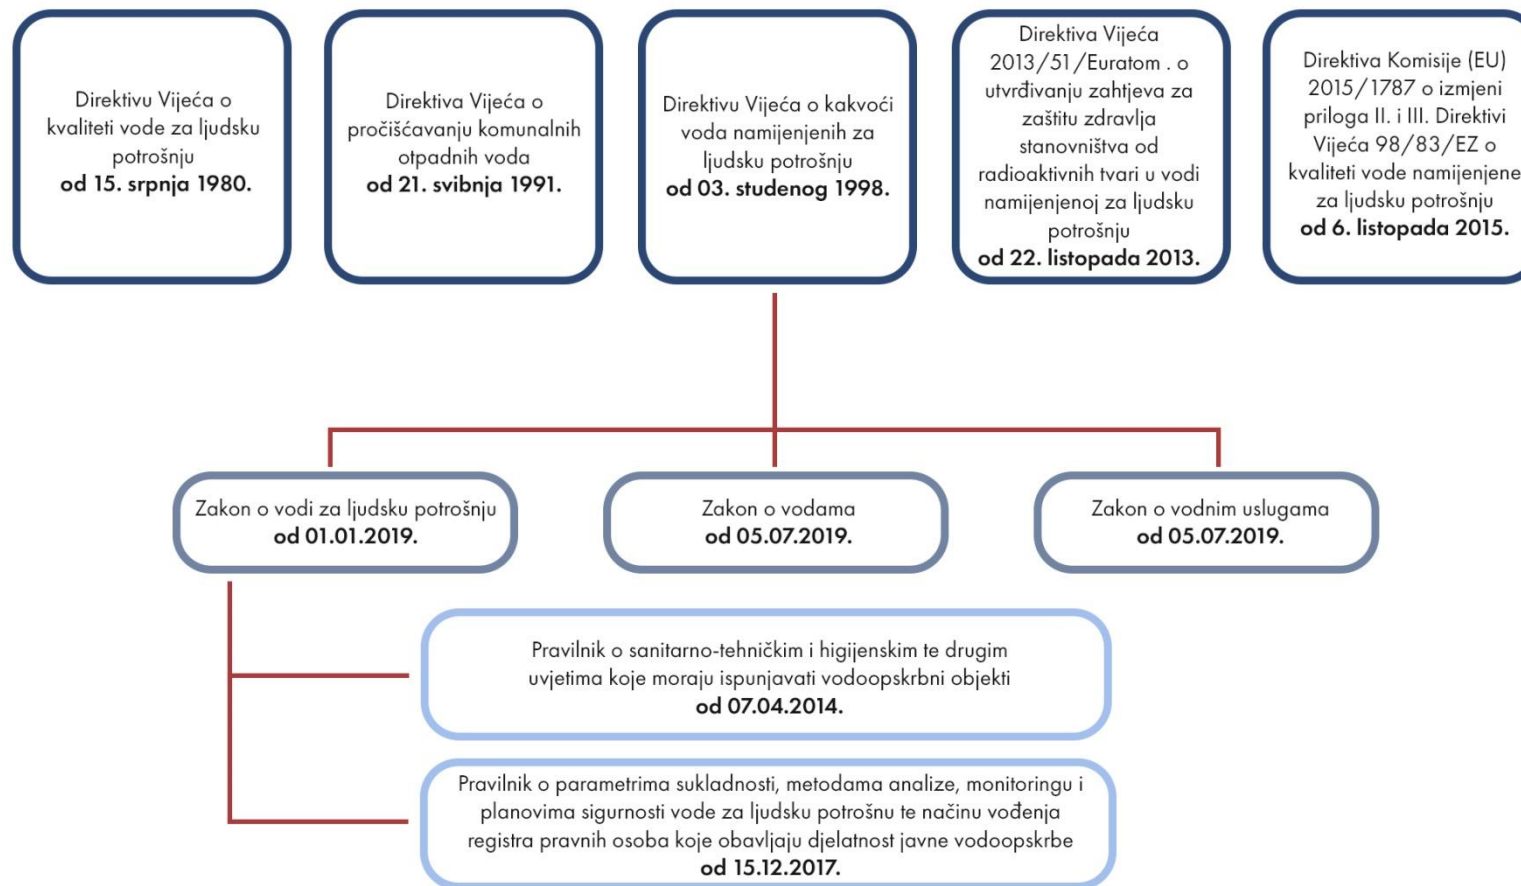 Direktivu Vijeća o
kvaliteti vode za ljudsku
potrošnju
od 15. srpnja 1980.
Direktiva Vijeća o
pročišćavanju komunalnih
otpadnih voda
od 21. svibnja 1991.
Direktivu Vijeća o kakvoći
voda namijenjenih za
ljudsku potrošnju
od 03. studenog 1998.
Direktiva Vijeća
2013/51/Euratom . o
utvrđivanju zahtjeva za
zaštitu zdravlja
stanovništva od
radioaktivnih tvari u vodi
namijenjenoj za ljudsku
potrošnju
od 22. listopada 2013.
Direktiva Komisije (EU)
2015/1787 o izmjeni
priloga II. i III. Direktivi
Vijeća 98/83/EZ o
kvaliteti vode namijenjene
za ljudsku potrošnju
od 6. listopada 2015.
Zakon o vodi za ljudsku potrošnju
od 01.01.2019.
Zakon o vodama
od 05.07.2019.
Zakon o vodnim uslugama
od 05.07.2019.
Pravilnik o sanitarno-tehničkim i higijenskim te drugim
uvjetima koje moraju ispunjavati vodoopskrbni objekti
od 07.04.2014.
Pravilnik o parametrima sukladnosti, metodama analize, monitoringu i
planovima sigurnosti vode za ljudsku potrošnu te načinu vođenja
registra pravnih osoba koje obavljaju djelatnost javne vodoopskrbe
od 15.12.2017.